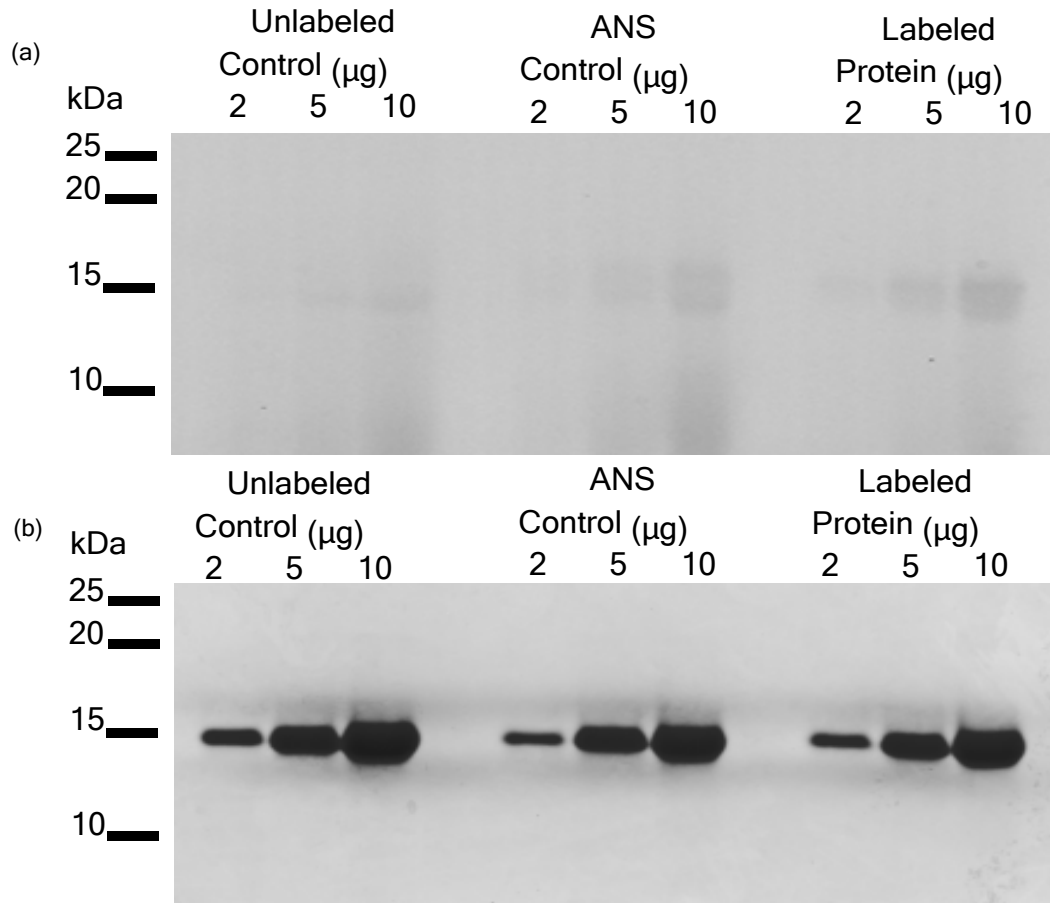 (a)
Unlabeled ANS Labeled
Control (µg) Control (µg) Protein (µg)
kDa 2 5 10 2 5 10 2 5 10
25
20
15
10
Unlabeled ANS Labeled
(b)
Control (µg) Control (µg) Protein (µg)
kDa 2 5 10 2 5 10 2 5 10
25
20
15
10